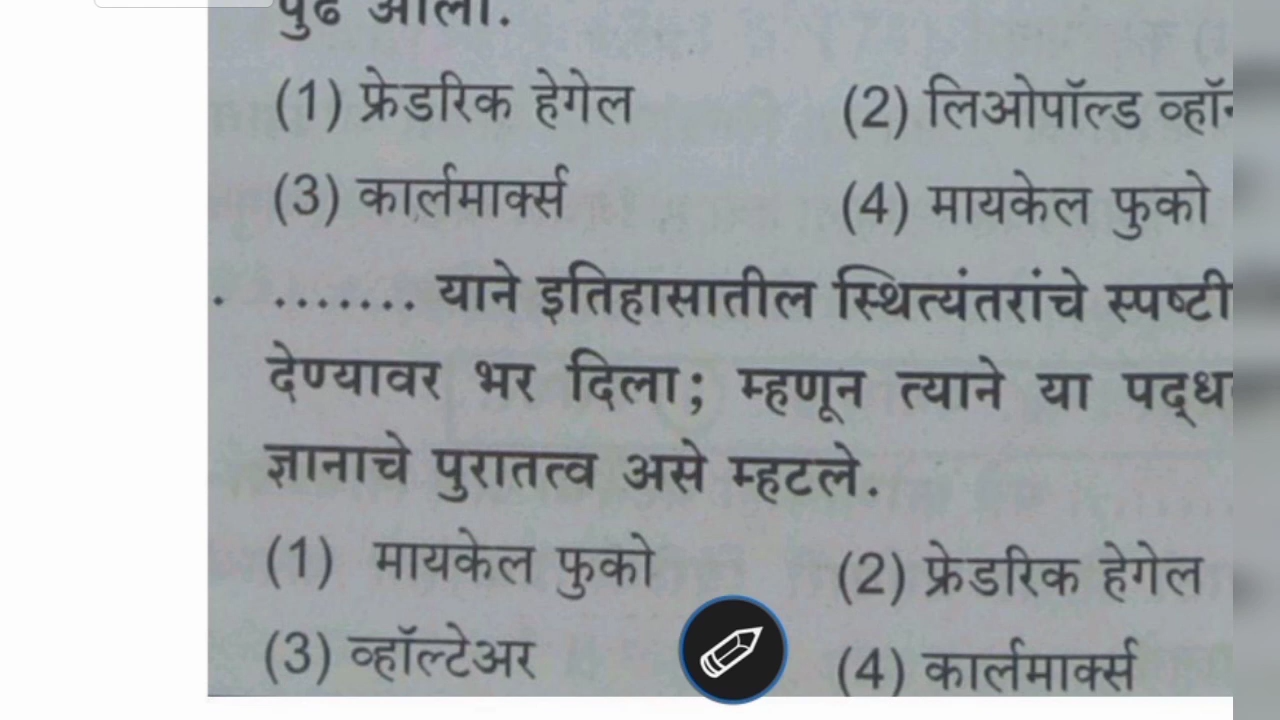 पुढे आला.
(1) फ्रेडरिक हेगेल (2) लिओपॉल्ड
(3) कार्लमार्क्स (4) मायकेल फुको
. ....... याने इतिहासातील स्थित्यंतरांचे
देण्यावर भर दिला; म्हणून त्याने या
ज्ञानाचे पुरातत्व असे म्हटले.
(1) मायकेल फुको (2) फ्रेडरिक हेगेल
(3) व्हॉल्टेअर (4) कार्लमार्क्स